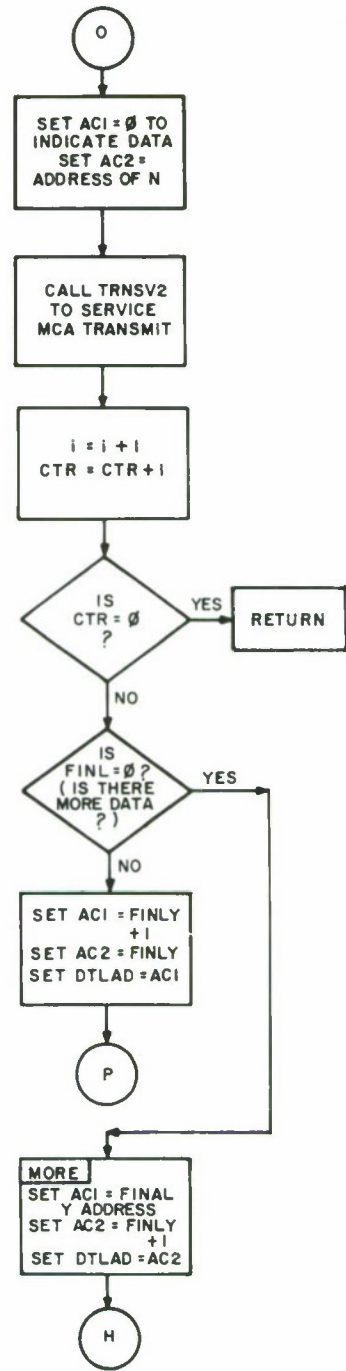 O
SET AC1 = Ø TO
INDICATE DATA
SET AC2 =
ADDRESS OF N
CALL TRNSV2
TO SERVICE
MCA TRANSMIT
i = i + 1
CTR = CTR + 1
IS
CTR = Ø
?
YES
RETURN
NO
IS
FINL = Ø?
(IS THERE
MORE DATA
?)
YES
NO
SET AC1 = FINLY
+ 1
SET AC2 = FINLY
SET DTLAD = AC1
P
MORE
SET AC1 = FINAL
Y ADDRESS
SET AC2 = FINLY
+ 1
SET DTLAD = AC2
H